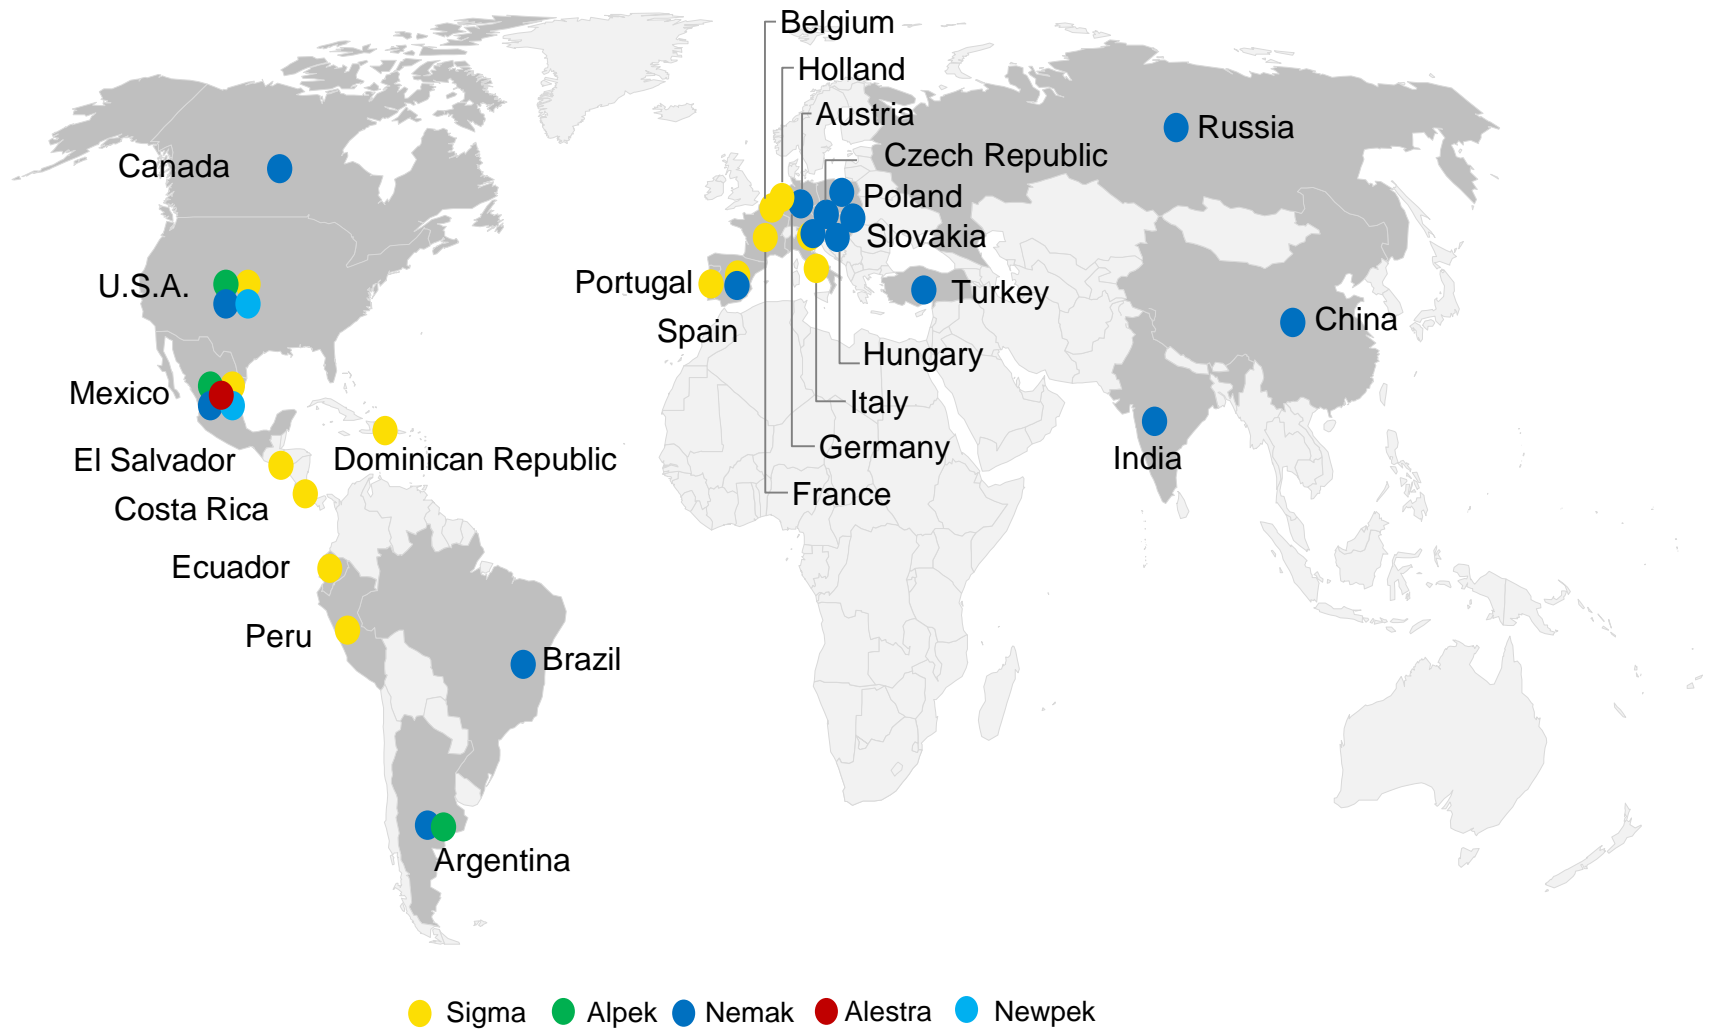 Belgium
Holland
Austria
Russia
Czech Republic
Canada
Poland
Slovakia
Portugal
U.S.A.
Turkey
China
Spain
Hungary
Mexico
Italy
Germany
India
El Salvador
Dominican Republic
France
Costa Rica
Ecuador
Peru
Brazil
Argentina
Sigma Alpek Nemak Alestra Newpek